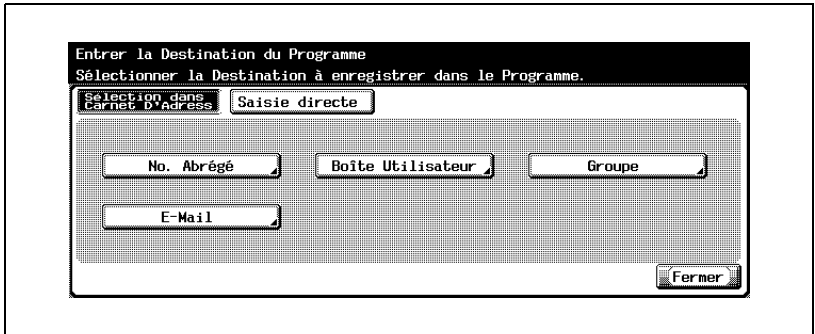 Entrer la Destination du Programme
Sélectionner la Destination à enregistrer dans le Programme.
Sélection dans
Carnet D'Adress
Saisie directe
No. Abrégé
Boîte Utilisateur
Groupe
E-Mail
Fermer